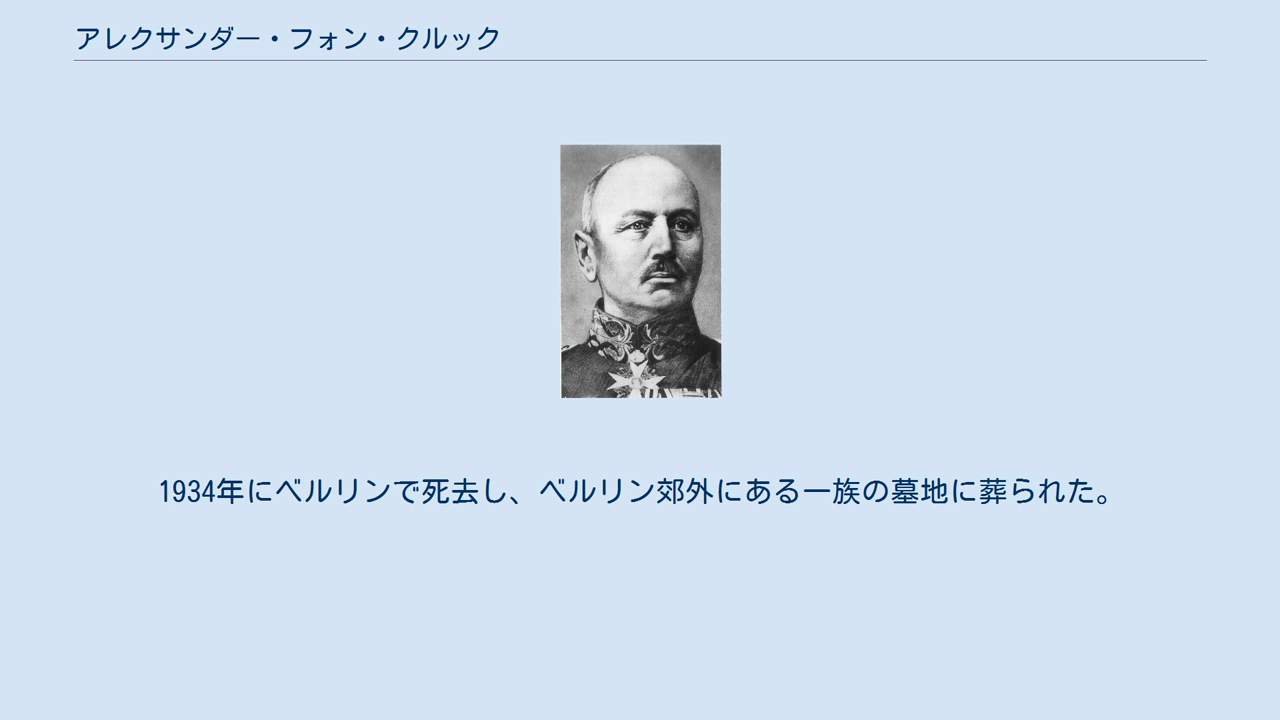 アレクサンダー・フォン・クルック
1934年にベルリンで死去し、ベルリン郊外にある一族の墓地に葬られた。